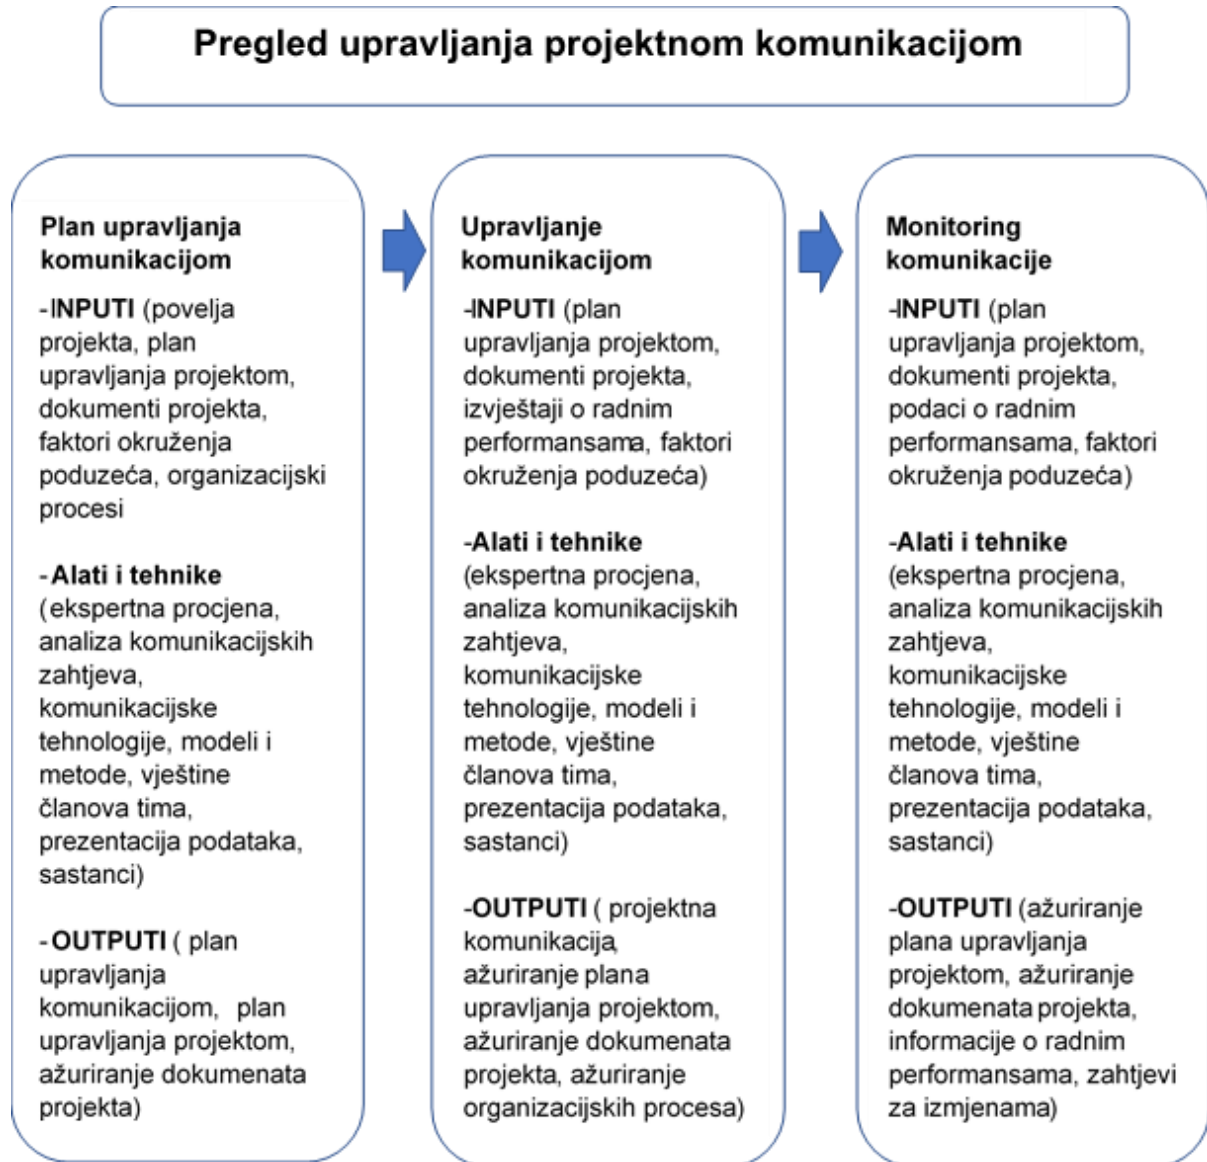 Pregled upravljanja projektnom komunikacijom
Plan upravljanja
komunikacijom
-INPUTI (povelja
projekta, plan
upravljanja projektom,
dokumenti projekta,
faktori okruženja
poduzeća, organizacijski
procesi
- Alati i tehnike
(ekspertna procjena,
analiza komunikacijskih
zahtjeva,
komunikacijske
tehnologije, modeli i
metode, vještine
članova tima,
prezentacija podataka,
sastanci)
- OUTPUTI ( plan
upravljanja
komunikacijom, plan
upravljanja projektom,
ažuriranje dokumenata
projekta)
Upravljanje
komunikacijom
-INPUTI (plan
upravljanja projektom,
dokumenti projekta,
izvještaji o radnim
performansama, faktori
okruženja poduzeća)
-Alati i tehnike
(ekspertna procjena,
analiza komunikacijskih
zahtjeva,
komunikacijske
tehnologije, modeli i
metode, vještine
članova tima,
prezentacija podataka,
sastanci)
-OUTPUTI ( projektna
komunikacija,
ažuriranje plana
upravljanja projektom,
ažuriranje dokumenata
projekta, ažuriranje
organizacijskih procesa)
Monitoring
komunikacije
-INPUTI (plan
upravljanja projektom,
dokumenti projekta,
podaci o radnim
performansama, faktori
okruženja poduzeća)
-Alati i tehnike
(ekspertna procjena,
analiza komunikacijskih
zahtjeva,
komunikacijske
tehnologije, modeli i
metode, vještine
članova tima,
prezentacija podataka,
sastanci)
-OUTPUTI (ažuriranje
plana upravljanja
projektom, ažuriranje
dokumenata projekta,
informacije o radnim
performansama, zahtjevi
za izmjenama)